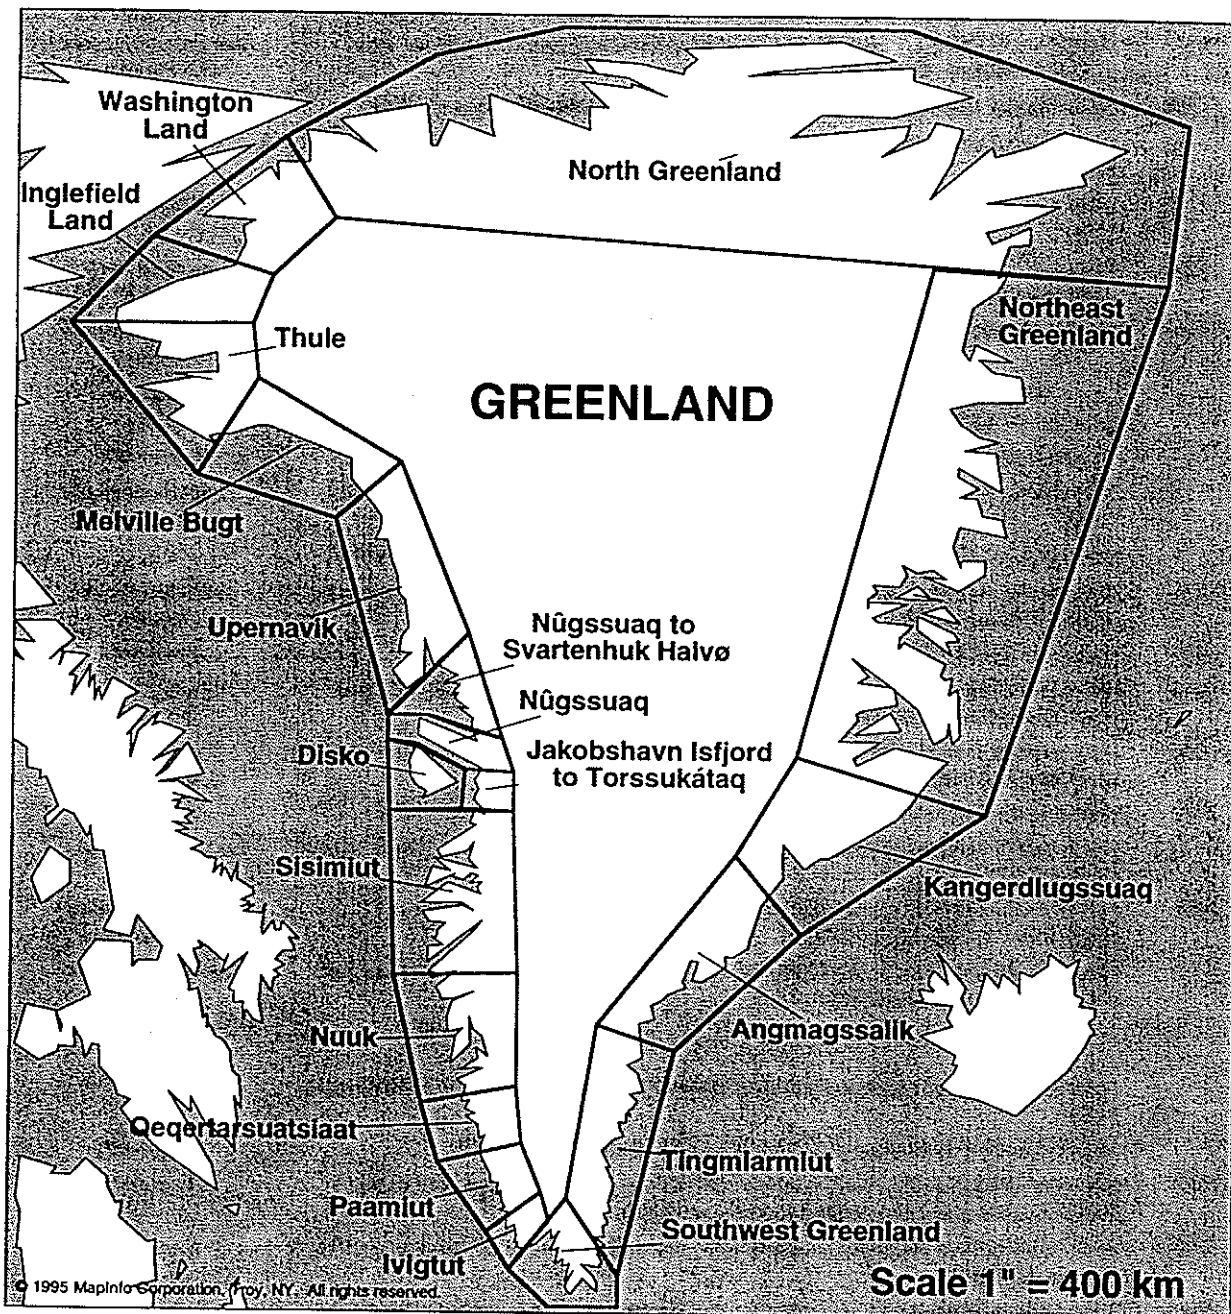 Washington
Land
North Greenland
Inglefield
Land
Northeast
Greenland
Thule
GREENLAND
Melville Bugt
Upernavik
Nûgssuaq to
Svartenhuk Halvø
Nûgssuaq
Disko
Jakobshavn Isfjord
to Torssukátaq
Sisimiut
Kangerdlugssuaq
Nuuk
Angmagssalik
Qeqertarsuatsiaat
Tingmiarmiut
Paamiut
Southwest Greenland
Ivigtut
© 1995 MapInfo Corporation, Troy, NY. All rights reserved.
Scale 1" = 400 km